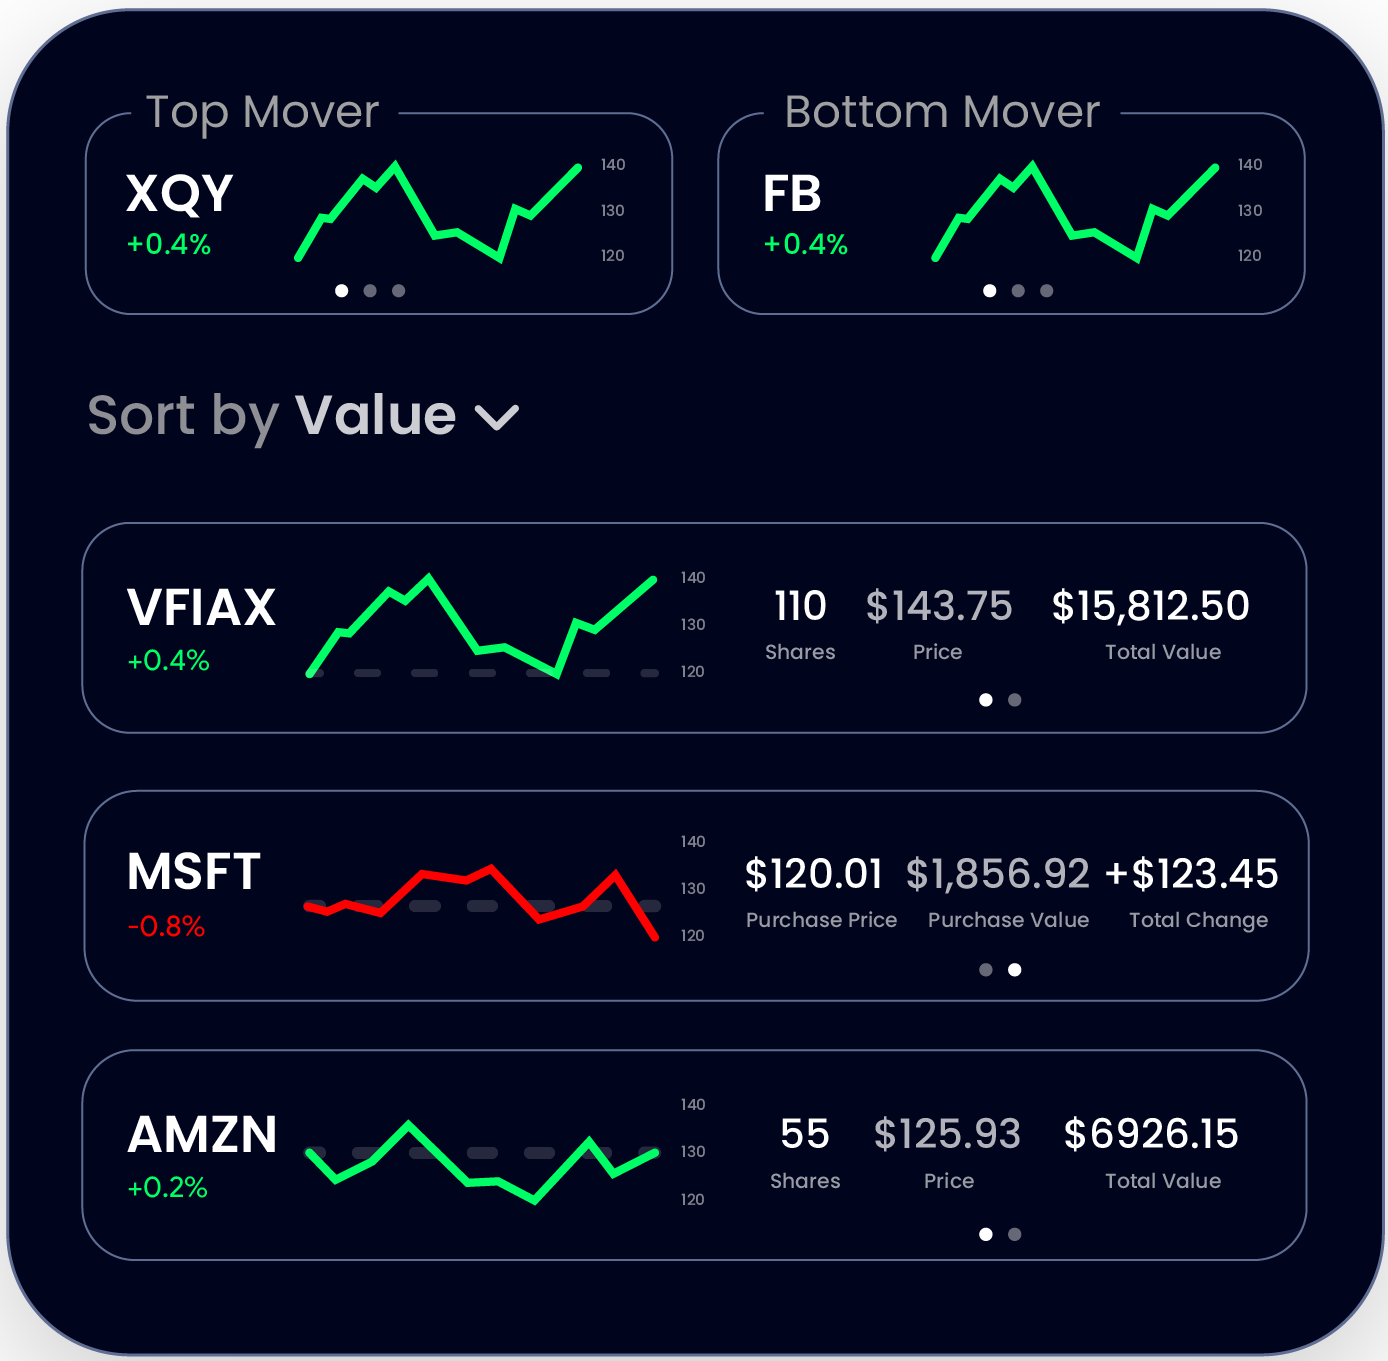 Top Mover
XQY
+0.4%
140
130
120
Bottom Mover
FB
+0.4%
140
130
120
Sort by Value
VFIAX
+0.4%
140
130
120
110 $143.75 $15,812.50
Shares Price Total Value
MSFT
-0.8%
140
130
120
$120.01 $1,856.92 +$123.45
Purchase Price Purchase Value Total Change
AMZN
+0.2%
140
130
120
55 $125.93 $6926.15
Shares Price Total Value